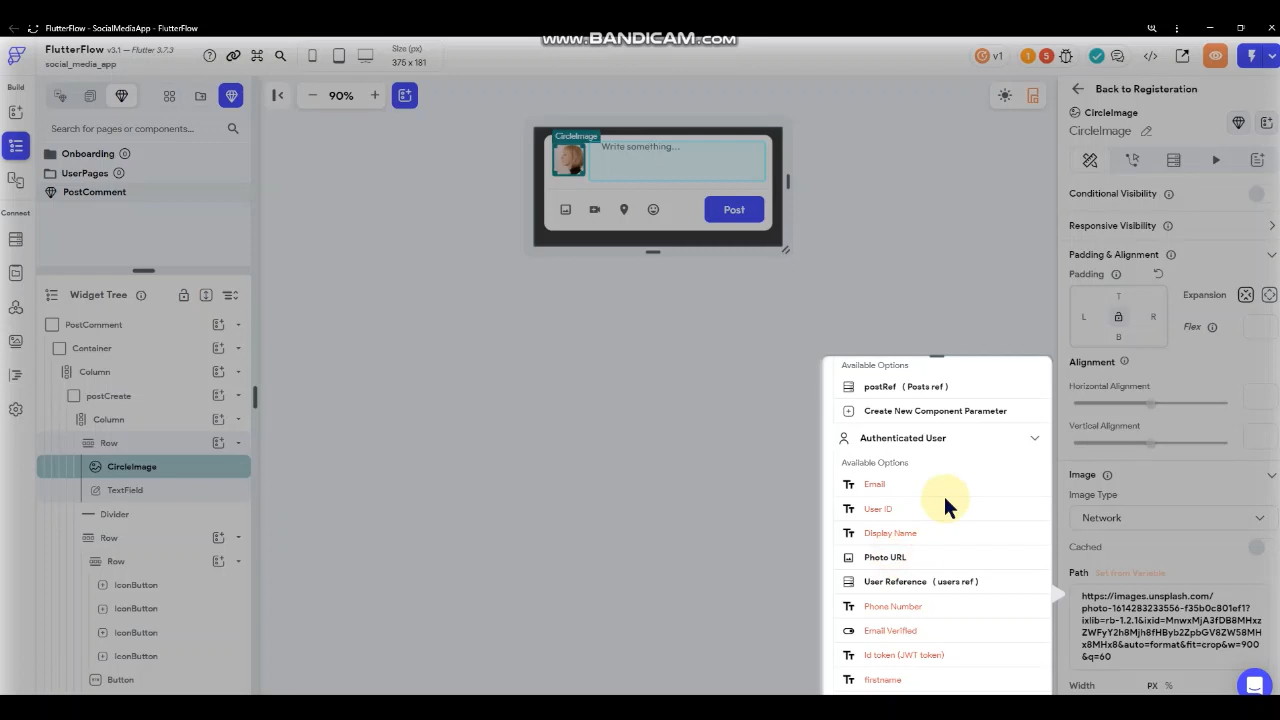 FlutterFlow - SocialMediaApp - FlutterFlow
www.BANDICAM.com
FlutterFlow v3.1 - Flutter 3.7.3
social_media_app
Size (px)
375 x 181
v1
1
5
Build
90%
Back to Registeration
Search for pages or components...
CircleImage
CircleImage
Onboarding 0
UserPages 0
PostComment
CircleImage
Write something...
Post
Conditional Visibility
Connect
Responsive Visibility
Padding & Alignment
Padding
Expansion
T
L
R
B
Flex
Widget Tree
PostComment
Container
Column
postCreate
Column
Row
CircleImage
TextField
Divider
Row
Row
IconButton
IconButton
IconButton
IconButton
Button
Alignment
Horizontal Alignment
Vertical Alignment
Image
Image Type
Network
Cached
Path Set from Variable
https://images.unsplash.com/
photo-1614283233556-f35b0c801ef1?
ixlib=rb-1.2.1&ixid=MnwxMjA3fDB8MHxz
ZWFyY2h8Mjh8fHByb2ZpbGV8ZW58MH
x8MHx8&auto=format&fit=crop&w=900
&q=60
Width PX %
Available Options
postRef ( Posts ref )
Create New Component Parameter
Authenticated User
Available Options
Email
User ID
Display Name
Photo URL
User Reference ( users ref )
Phone Number
Email Verified
Id token (JWT token)
firstname